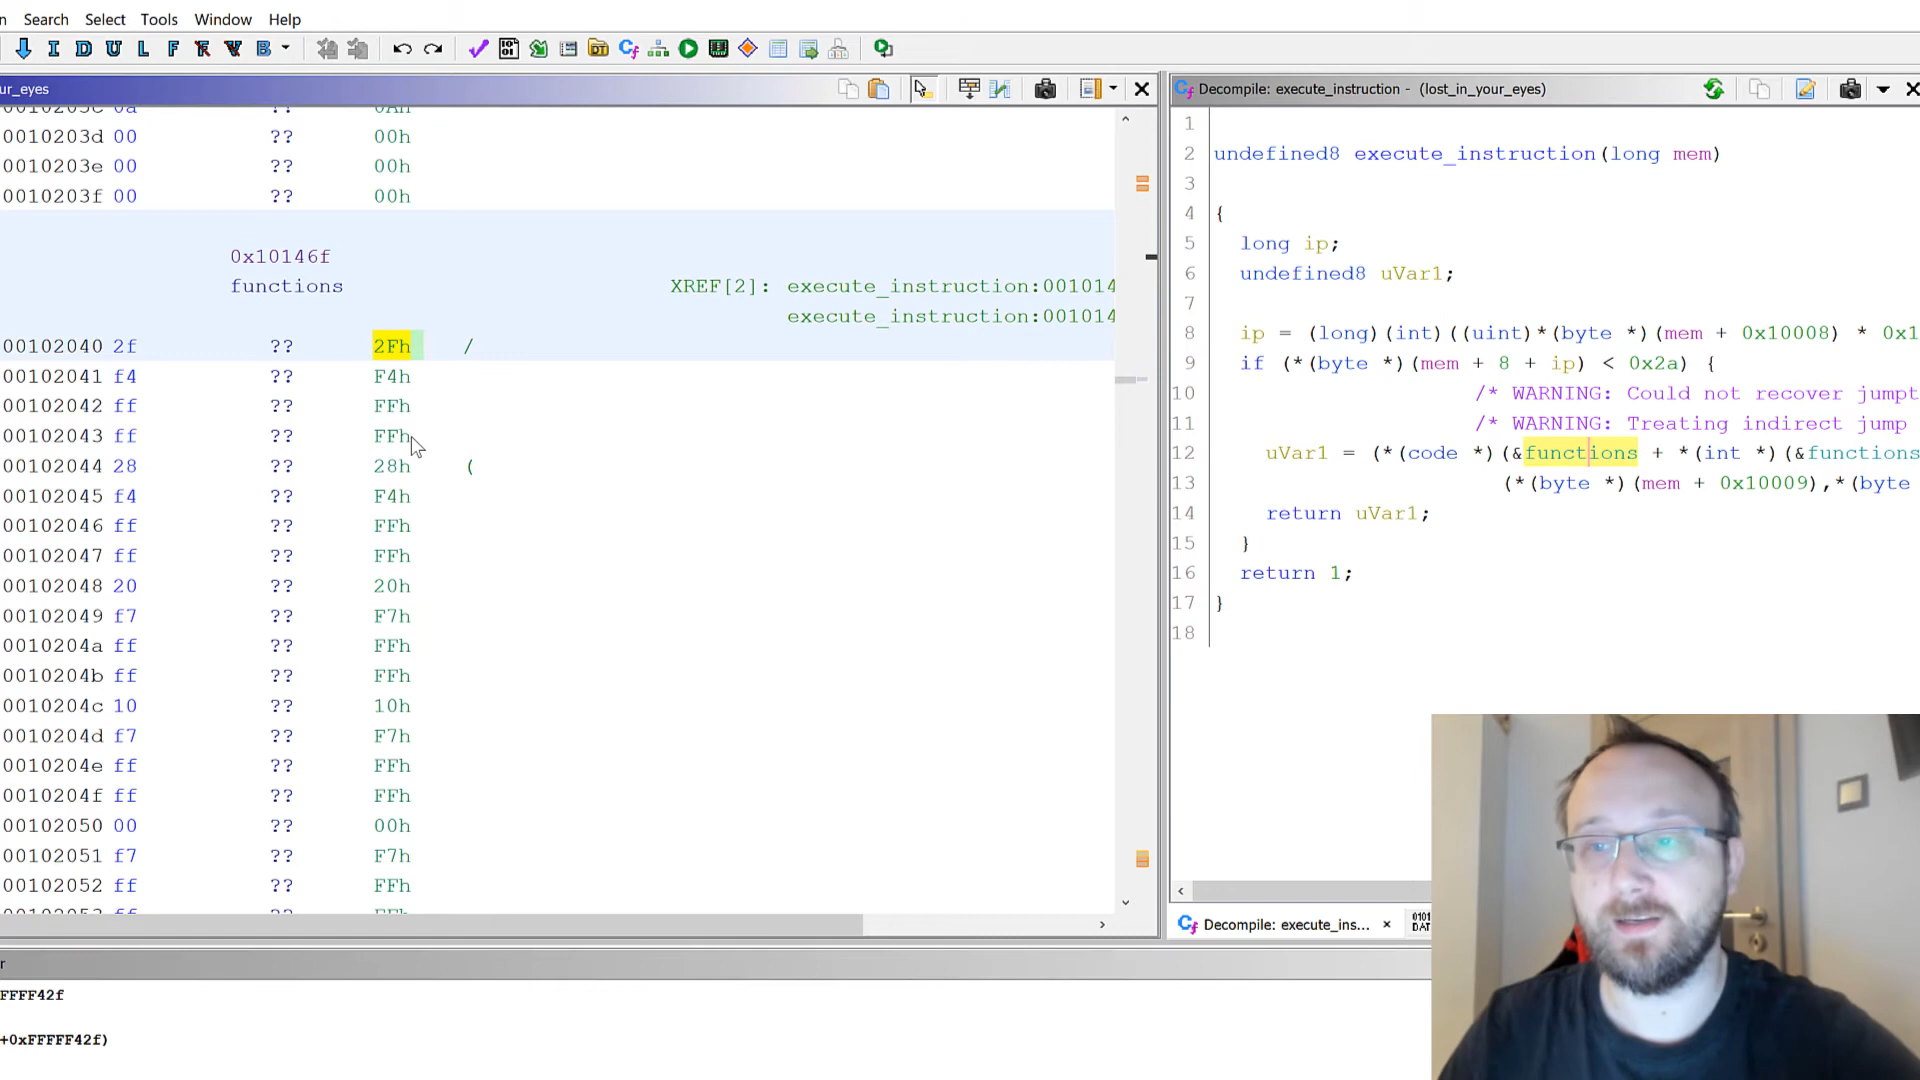 Search Select Tools Window Help
I D U L F B
ur_eyes
0010203c 0a ?? 0Ah
0010203d 00 ?? 00h
0010203e 00 ?? 00h
0010203f 00 ?? 00h
0x10146f
functions XREF[2]: execute_instruction:001014
execute_instruction:001014
00102040 2f ?? 2Fh /
00102041 f4 ?? F4h
00102042 ff ?? FFh
00102043 ff ?? FFh
00102044 28 ?? 28h (
00102045 f4 ?? F4h
00102046 ff ?? FFh
00102047 ff ?? FFh
00102048 20 ?? 20h
00102049 f7 ?? F7h
0010204a ff ?? FFh
0010204b ff ?? FFh
0010204c 10 ?? 10h
0010204d f7 ?? F7h
0010204e ff ?? FFh
0010204f ff ?? FFh
00102050 00 ?? 00h
00102051 f7 ?? F7h
00102052 ff ?? FFh
00102053 ff ?? FFh
FFFF42f
+0xFFFFF42f)
Decompile: execute_instruction - (lost_in_your_eyes)
1
2 undefined8 execute_instruction(long mem)
3
4 {
5 long ip;
6 undefined8 uVar1;
7
8 ip = (long)(int)((uint)*(byte *)(mem + 0x10008) * 0x1
9 if (*(byte *)(mem + 8 + ip) < 0x2a) {
10 /* WARNING: Could not recover jumpt
11 /* WARNING: Treating indirect jump
12 uVar1 = (*(code *)(&functions + *(int *)(&functions
13 (*(byte *)(mem + 0x10009),*(byte
14 return uVar1;
15 }
16 return 1;
17 }
18
Decompile: execute_ins...